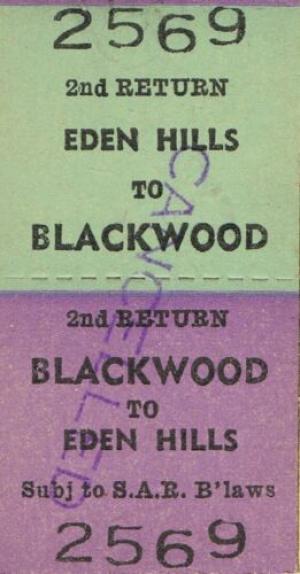 2569
2nd RETURN
EDEN HILLS
TO
BLACKWOOD
CANCELLED
2nd RETURN
BLACKWOOD
TO
EDEN HILLS
Subj to S.A.R. B'laws
2569